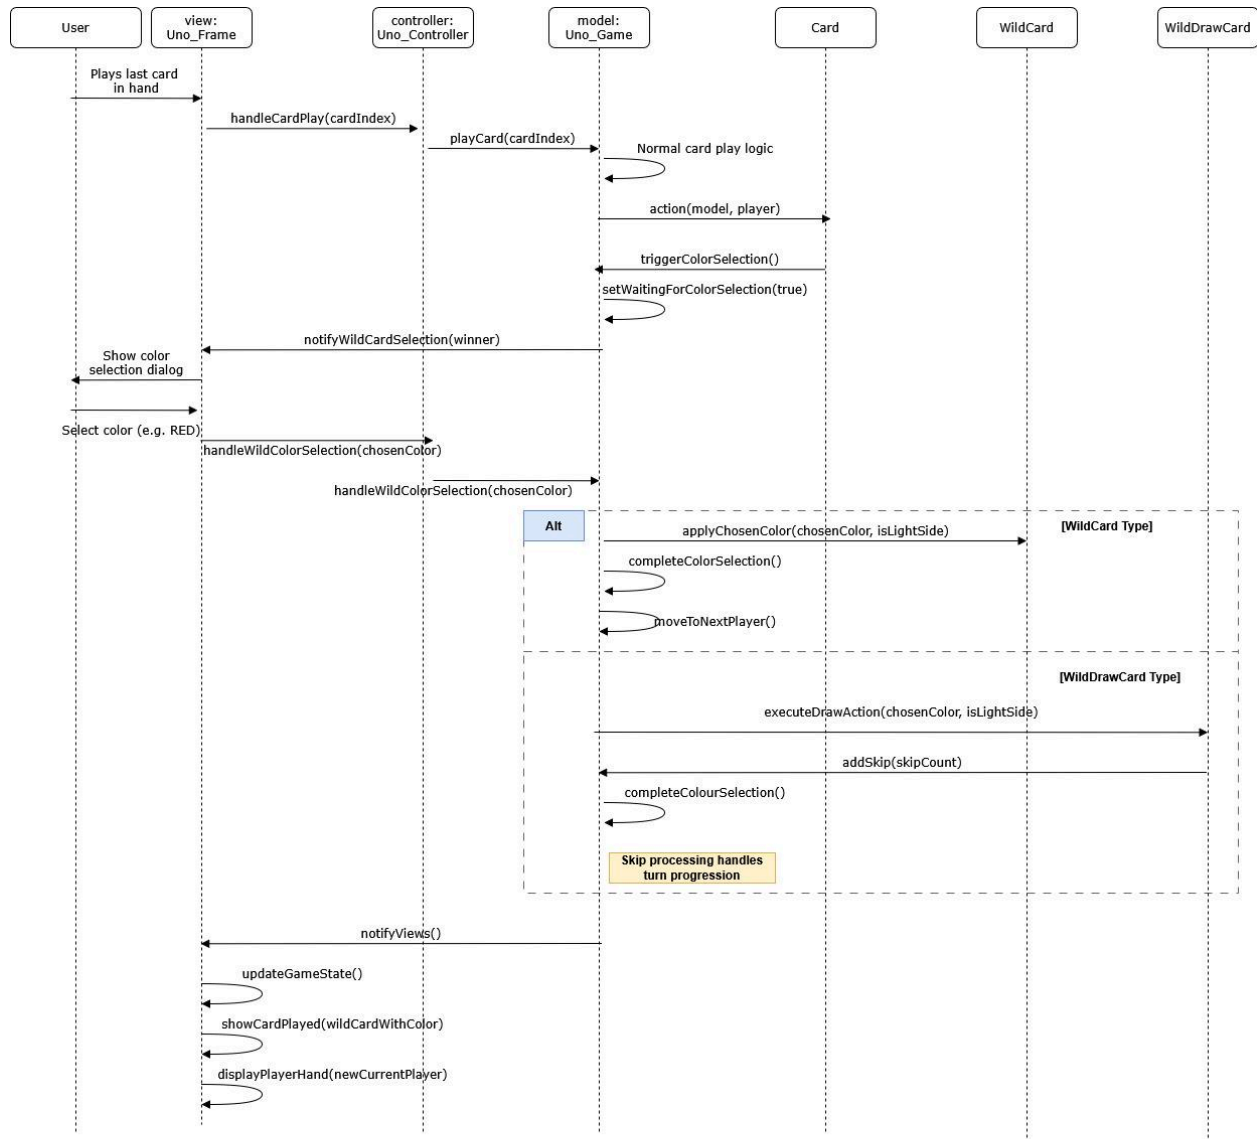 User
view:
Uno_Frame
controller:
Uno_Controller
model:
Uno_Game
Card
WildCard
WildDrawCard
Plays last card
in hand
handleCardPlay(cardIndex)
playCard(cardIndex)
Normal card play logic
action(model, player)
triggerColorSelection()
setWaitingForColorSelection(true)
notifyWildCardSelection(winner)
Show color
selection dialog
Select color (e.g. RED)
handleWildColorSelection(chosenColor)
handleWildColorSelection(chosenColor)
Alt
[WildCard Type]
applyChosenColor(chosenColor, isLightSide)
completeColorSelection()
moveToNextPlayer()
[WildDrawCard Type]
executeDrawAction(chosenColor, isLightSide)
addSkip(skipCount)
completeColourSelection()
Skip processing handles
turn progression
notifyViews()
updateGameState()
showCardPlayed(wildCardWithColor)
displayPlayerHand(newCurrentPlayer)